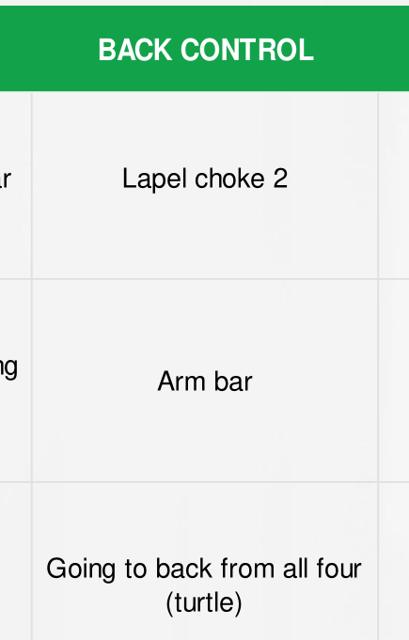 BACK CONTROL
Lapel choke 2
Arm bar
Going to back from all four
(turtle)